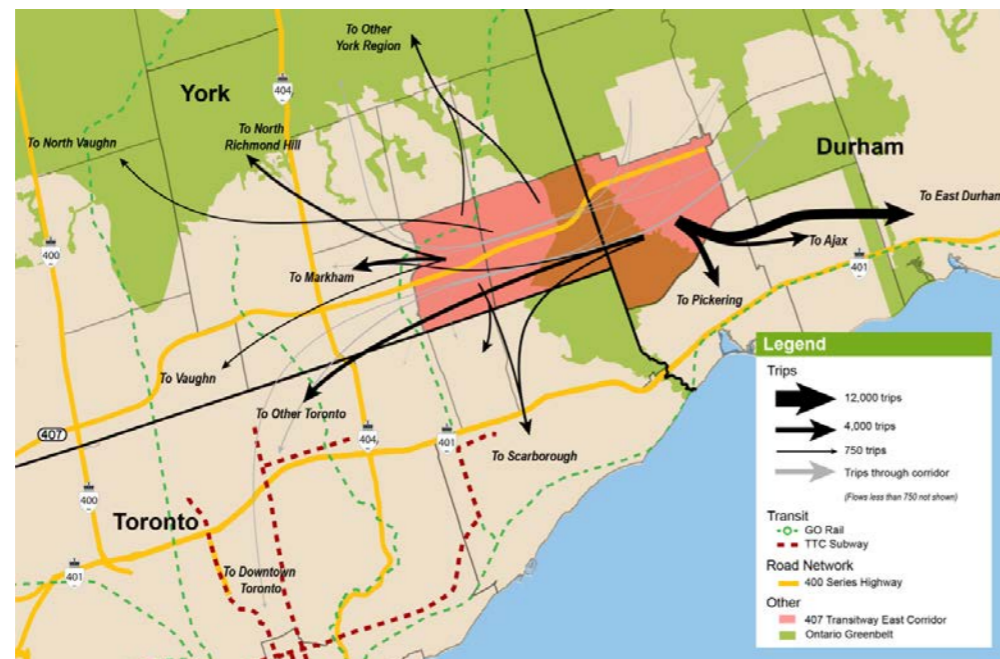 To Other
York Region
York
404
To North
Richmond Hill
To North Vaughn
Durham
To East Durham
400
To Ajax
401
To Markham
To Pickering
To Vaughn
To Other Toronto
407
404
401
To Scarborough
400
Toronto
401
To Downtown
Toronto
Legend
Trips
12,000 trips
4,000 trips
750 trips
Trips through corridor
(Flows less than 750 not shown)
Transit
GO Rail
TTC Subway
Road Network
400 Series Highway
Other
407 Transitway East Corridor
Ontario Greenbelt